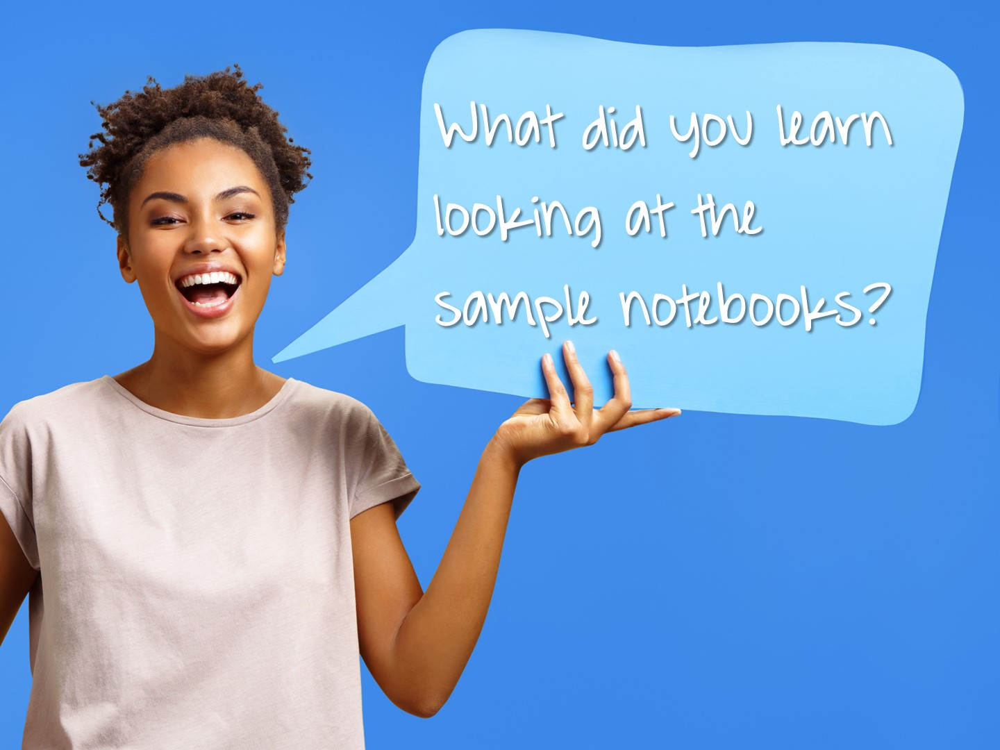 What did you learn
looking at the
sample notebooks?